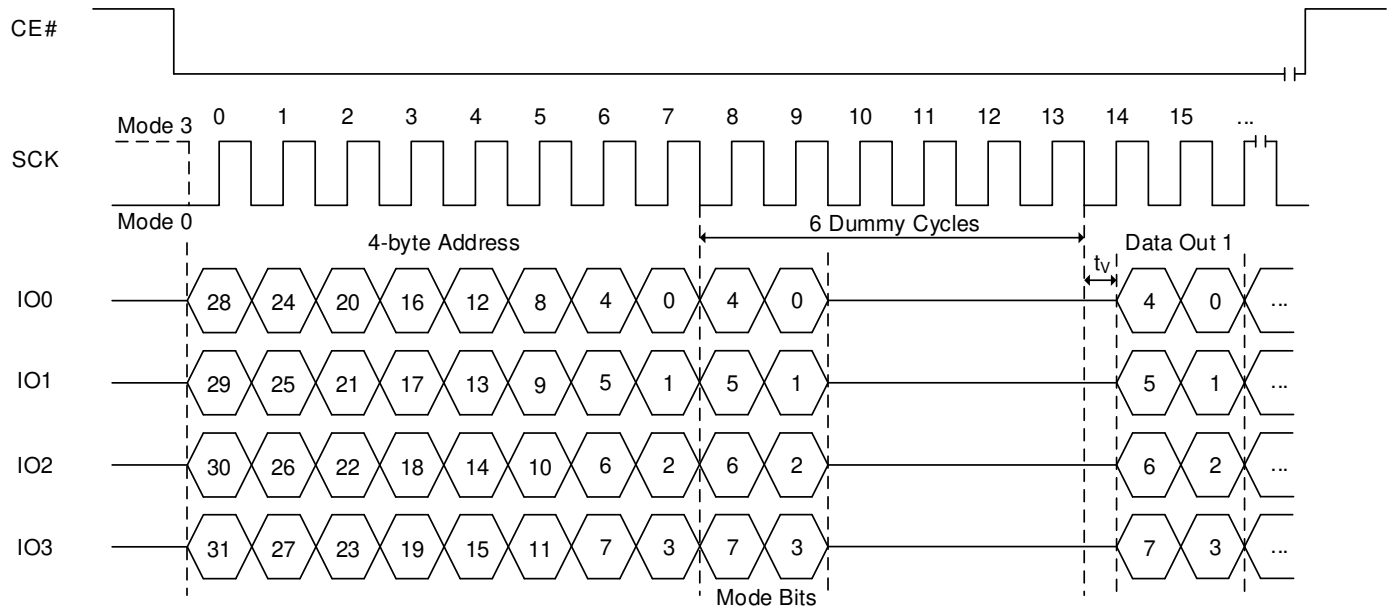 CE#
Mode 3 0 1 2 3 4 5 6 7 8 9 10 11 12 13 14 15 ...
SCK
Mode 0
4-byte Address 6 Dummy Cycles Data Out 1
tV
IO0 28 24 20 16 12 8 4 0 4 0 4 0 ...
IO1 29 25 21 17 13 9 5 1 5 1 5 1 ...
IO2 30 26 22 18 14 10 6 2 6 2 6 2 ...
IO3 31 27 23 19 15 11 7 3 7 3 7 3 ...
Mode Bits